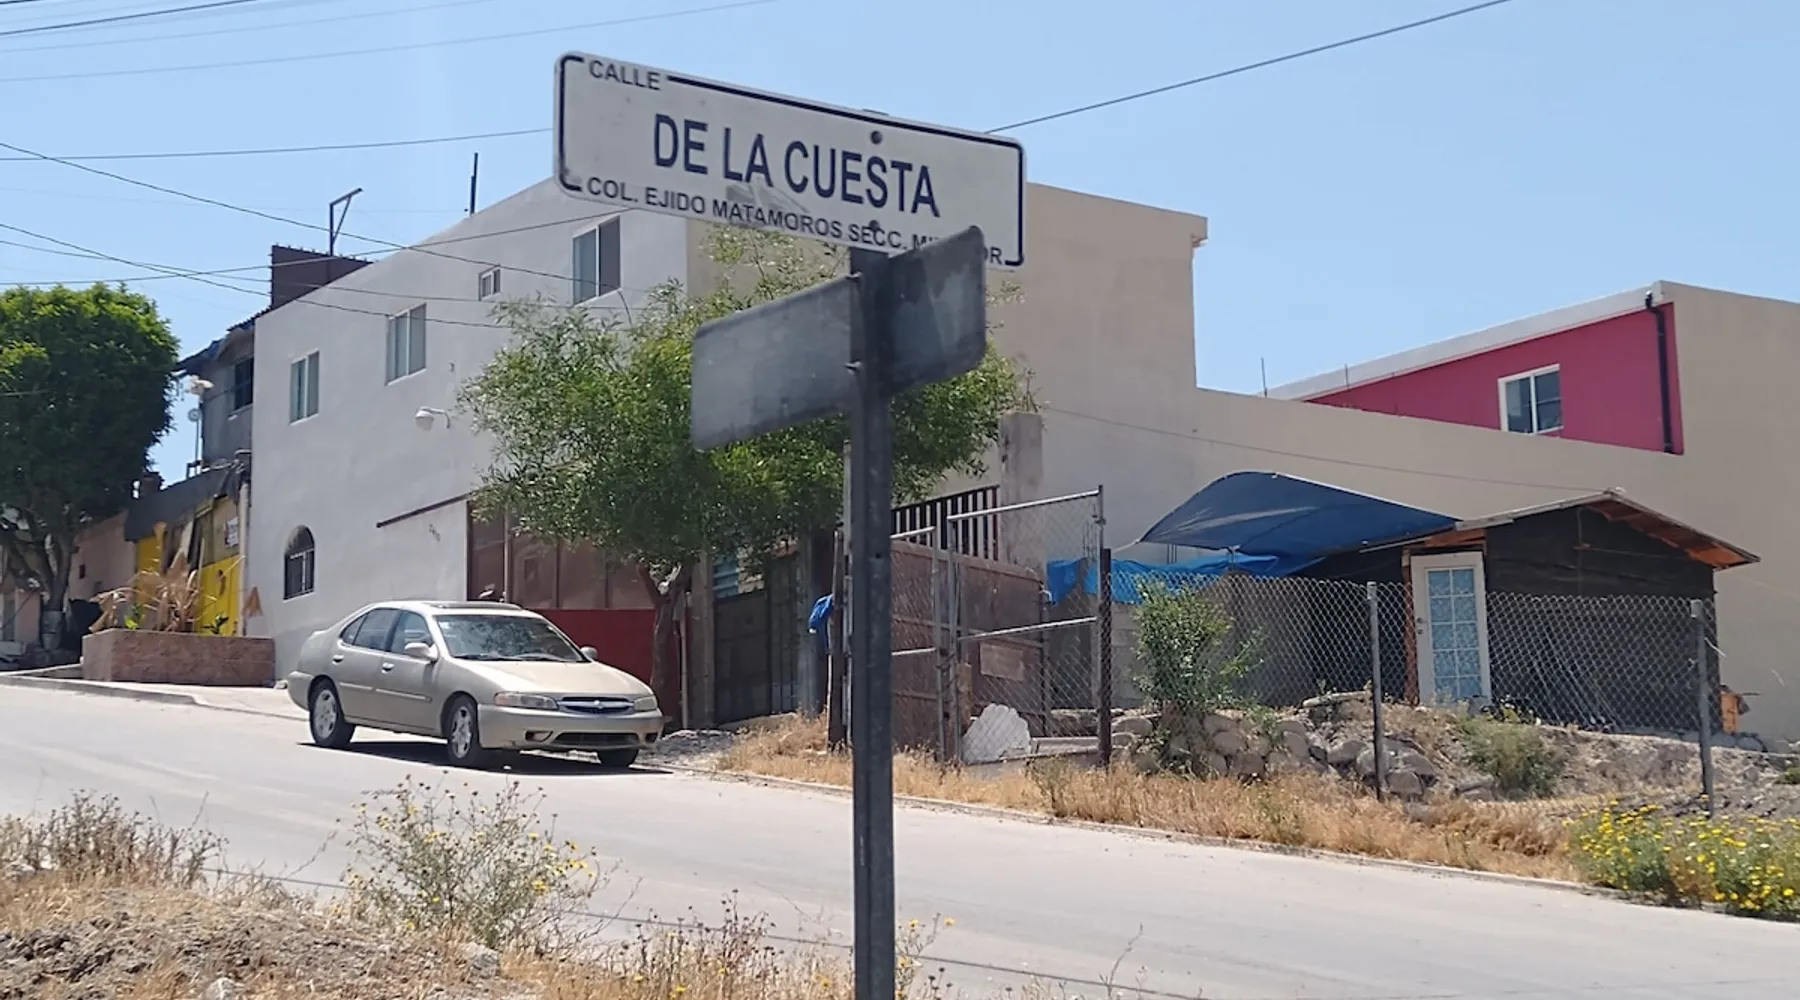 CALLE
DE LA CUESTA
COL. EJIDO MATAMOROS SECC.